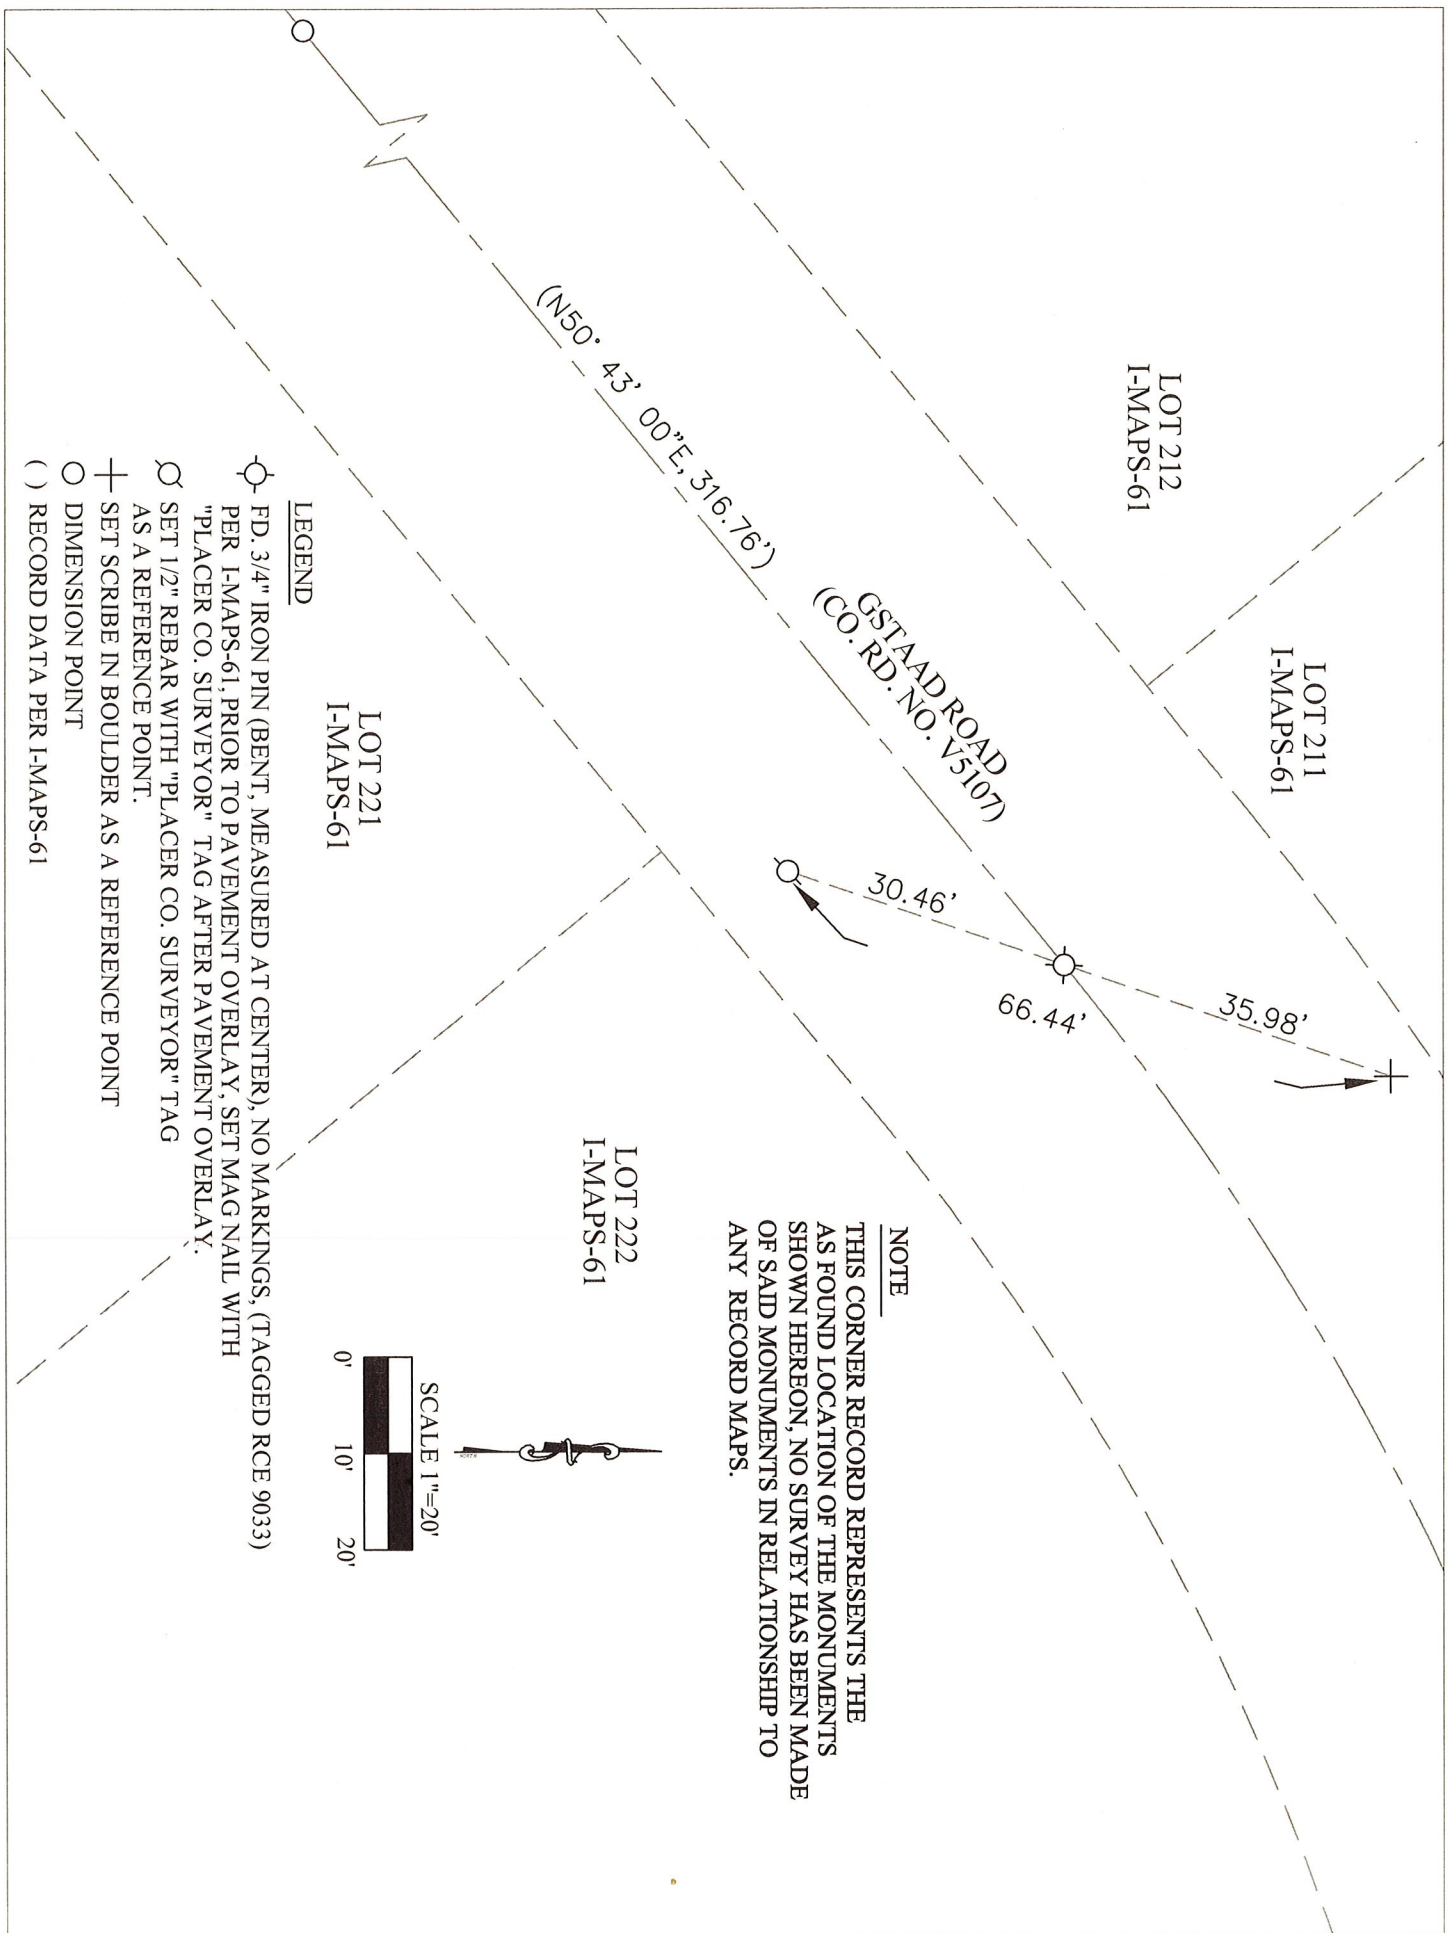 LOT 212
I-MAPS-61
LOT 211
I-MAPS-61
(N50° 43' 00"E, 316.76')
GSTAAD ROAD
(CO. RD. NO. V5107)
30.46'
35.98'
66.44'
LOT 221
I-MAPS-61
LOT 222
I-MAPS-61
NOTE
THIS CORNER RECORD REPRESENTS THE
AS FOUND LOCATION OF THE MONUMENTS
SHOWN HEREON, NO SURVEY HAS BEEN MADE
OF SAID MONUMENTS IN RELATIONSHIP TO
ANY RECORD MAPS.
NORTH
SCALE 1"=20'
0' 10' 20'
LEGEND
FD. 3/4" IRON PIN (BENT, MEASURED AT CENTER), NO MARKINGS, (TAGGED RCE 9033)
PER I-MAPS-61, PRIOR TO PAVEMENT OVERLAY, SET MAG NAIL WITH
"PLACER CO. SURVEYOR" TAG AFTER PAVEMENT OVERLAY.
SET 1/2" REBAR WITH "PLACER CO. SURVEYOR" TAG
AS A REFERENCE POINT.
SET SCRIBE IN BOULDER AS A REFERENCE POINT
DIMENSION POINT
( ) RECORD DATA PER I-MAPS-61